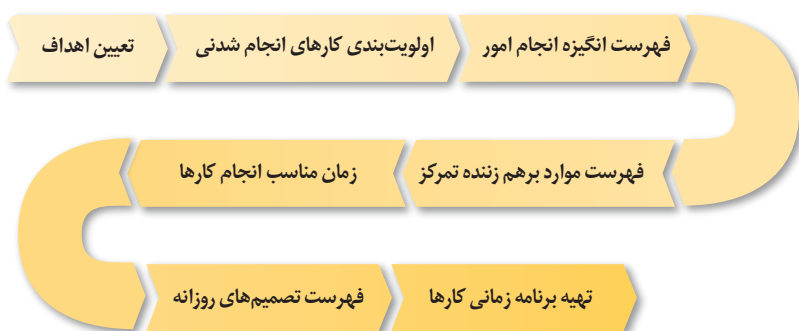 تعیین اهداف
اولویت‌بندی کارهای انجام شدنی
فهرست انگیزه انجام امور
فهرست موارد برهم زننده تمرکز
زمان مناسب انجام کارها
فهرست تصمیم‌های روزانه
تهیه برنامه زمانی کارها